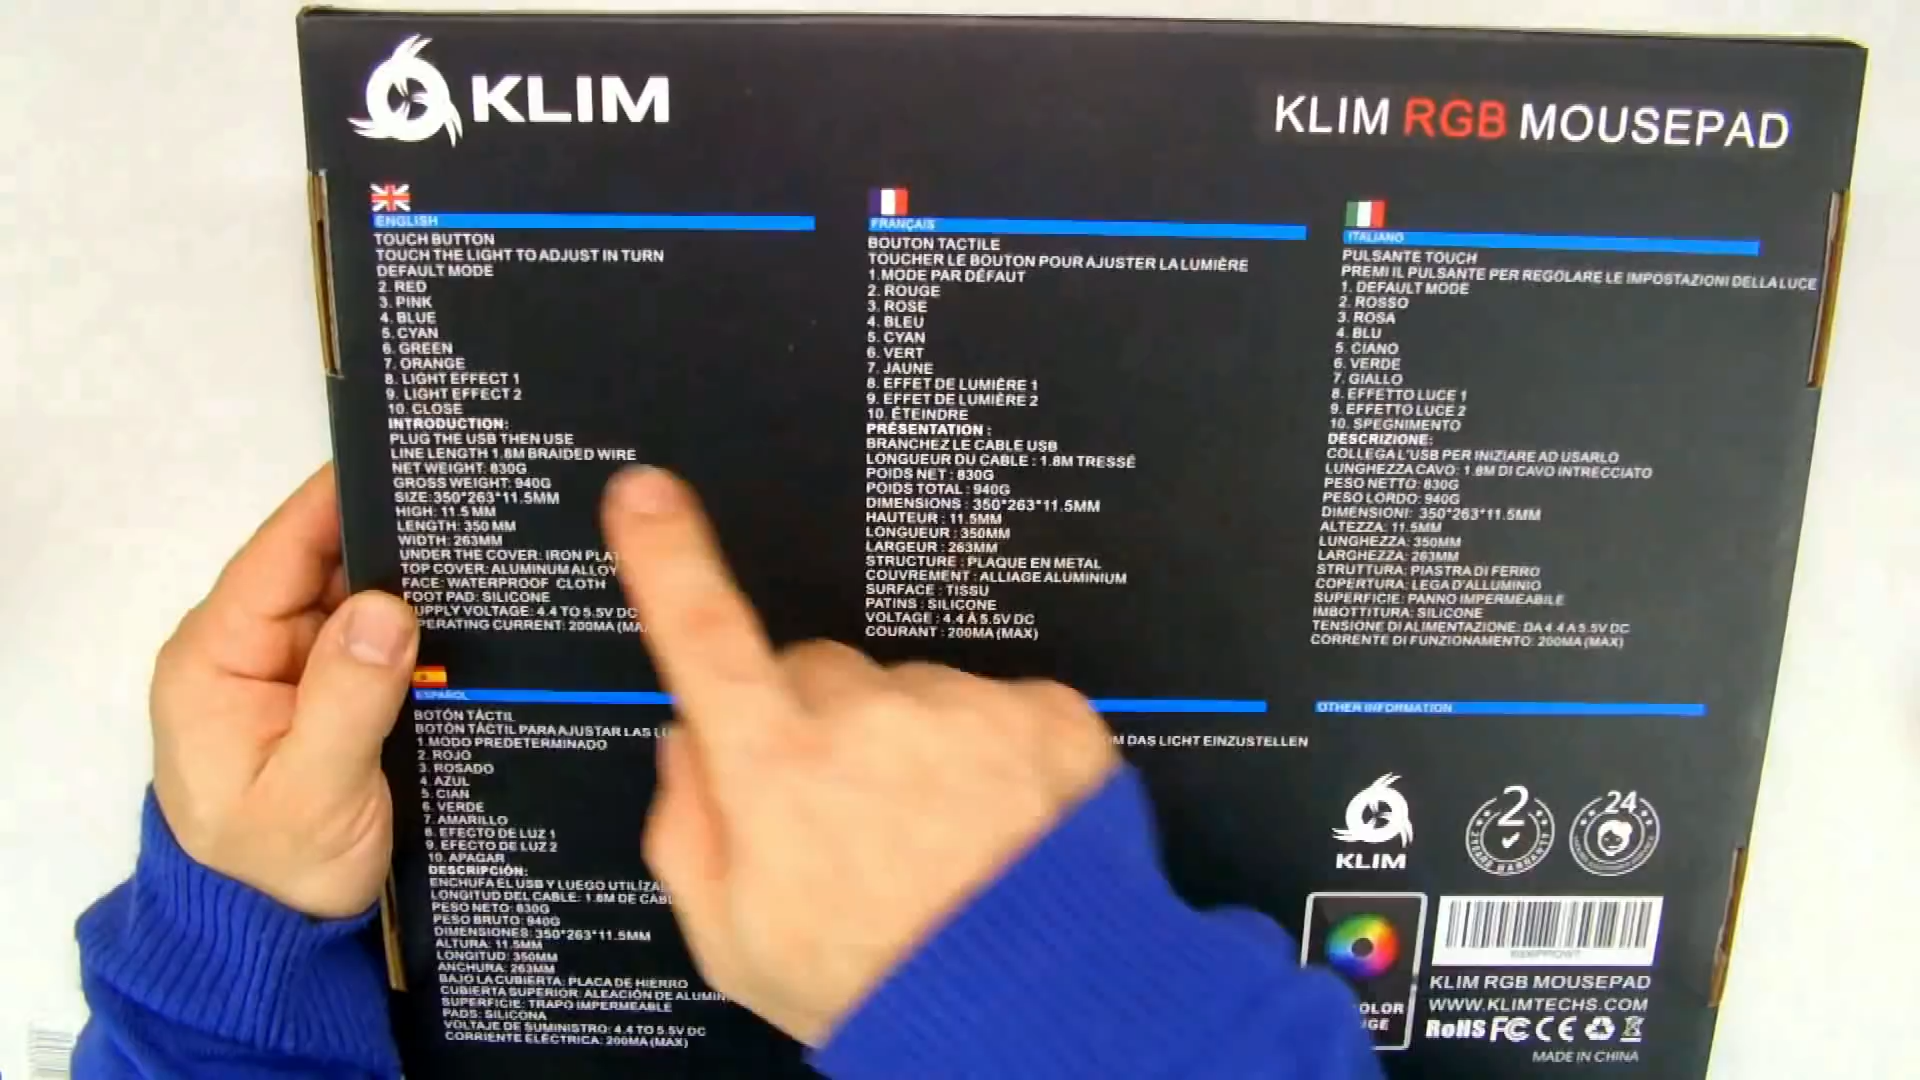 KLIM
KLIM RGB MOUSEPAD
ENGLISH
TOUCH BUTTON
TOUCH THE LIGHT TO ADJUST IN TURN
DEFAULT MODE
2. RED
3. PINK
4. BLUE
5. CYAN
6. GREEN
7. ORANGE
8. LIGHT EFFECT 1
9. LIGHT EFFECT 2
10. CLOSE
INTRODUCTION:
PLUG THE USB THEN USE
LINE LENGTH 1.8M BRAIDED WIRE
NET WEIGHT: 830G
GROSS WEIGHT: 940G
SIZE:350*263*11.5MM
HIGH: 11.5 MM
LENGTH: 350 MM
WIDTH: 263MM
UNDER THE COVER: IRON PLAT
TOP COVER: ALUMINUM ALLOY
FACE: WATERPROOF CLOTH
FOOT PAD: SILICONE
UPPLY VOLTAGE: 4.4 TO 5.5V DC
PERATING CURRENT: 200MA (MA
FRANÇAIS
BOUTON TACTILE
TOUCHER LE BOUTON POUR AJUSTER LA LUMIÈRE
1.MODE PAR DÉFAUT
2. ROUGE
3. ROSE
4. BLEU
5. CYAN
6. VERT
7. JAUNE
8. EFFET DE LUMIÈRE 1
9. EFFET DE LUMIÈRE 2
10. ÉTEINDRE
PRÉSENTATION :
BRANCHEZ LE CABLE USB
LONGUEUR DU CABLE : 1.8M TRESSÉ
POIDS NET : 830G
POIDS TOTAL : 940G
DIMENSIONS : 350*263*11.5MM
HAUTEUR : 11.5MM
LONGUEUR : 350MM
LARGEUR : 263MM
STRUCTURE : PLAQUE EN METAL
COUVREMENT : ALLIAGE ALUMINIUM
SURFACE : TISSU
PATINS : SILICONE
VOLTAGE : 4.4 À 5.5V DC
COURANT : 200MA (MAX)
ITALIANO
PULSANTE TOUCH
PREMI IL PULSANTE PER REGOLARE LE IMPOSTAZIONI DELLA LUCE
1. DEFAULT MODE
2. ROSSO
3. ROSA
4. BLU
5. CIANO
6. VERDE
7. GIALLO
8. EFFETTO LUCE 1
9. EFFETTO LUCE 2
10. SPEGNIMENTO
DESCRIZIONE:
COLLEGA L'USB PER INIZIARE AD USARLO
LUNGHEZZA CAVO: 1.8M DI CAVO INTRECCIATO
PESO NETTO: 830G
PESO LORDO: 940G
DIMENSIONI: 350*263*11.5MM
ALTEZZA: 11.5MM
LUNGHEZZA: 350MM
LARGHEZZA: 263MM
STRUTTURA: PIASTRA DI FERRO
COPERTURA: LEGA D'ALLUMINIO
SUPERFICIE: PANNO IMPERMEABILE
IMBOTTITURA: SILICONE
TENSIONE DI ALIMENTAZIONE: DA 4.4 A 5.5V DC
CORRENTE DI FUNZIONAMENTO: 200MA (MAX)
ESPAÑOL
BOTÓN TÁCTIL
BOTÓN TÁCTIL PARA AJUSTAR LAS LU
1.MODO PREDETERMINADO
2. ROJO
3. ROSADO
4. AZUL
5. CIAN
6. VERDE
7. AMARILLO
8. EFECTO DE LUZ 1
9. EFECTO DE LUZ 2
10. APAGAR
DESCRIPCIÓN:
ENCHUFA EL USB Y LUEGO UTILÍZA
LONGITUD DEL CABLE: 1.8M DE CABL
PESO NETO: 830G
PESO BRUTO: 940G
DIMENSIONES: 350*263*11.5MM
ALTURA: 11.5MM
LONGITUD: 350MM
ANCHURA: 263MM
BAJO LA CUBIERTA: PLACA DE HIERRO
CUBIERTA SUPERIOR: ALEACIÓN DE ALUMIN
SUPERFICIE: TRAPO IMPERMEABLE
PADS: SILICONA
VOLTAJE DE SUMINISTRO: 4.4 TO 5.5V DC
CORRIENTE ELÉCTRICA: 200MA (MAX)
M DAS LICHT EINZUSTELLEN
OTHER INFORMATION
KLIM
2
2 YEARS WARRANTY
24
OLOR
GE
KLIM RGB MOUSEPAD
WWW.KLIMTECHS.COM
RoHS FC CE
MADE IN CHINA